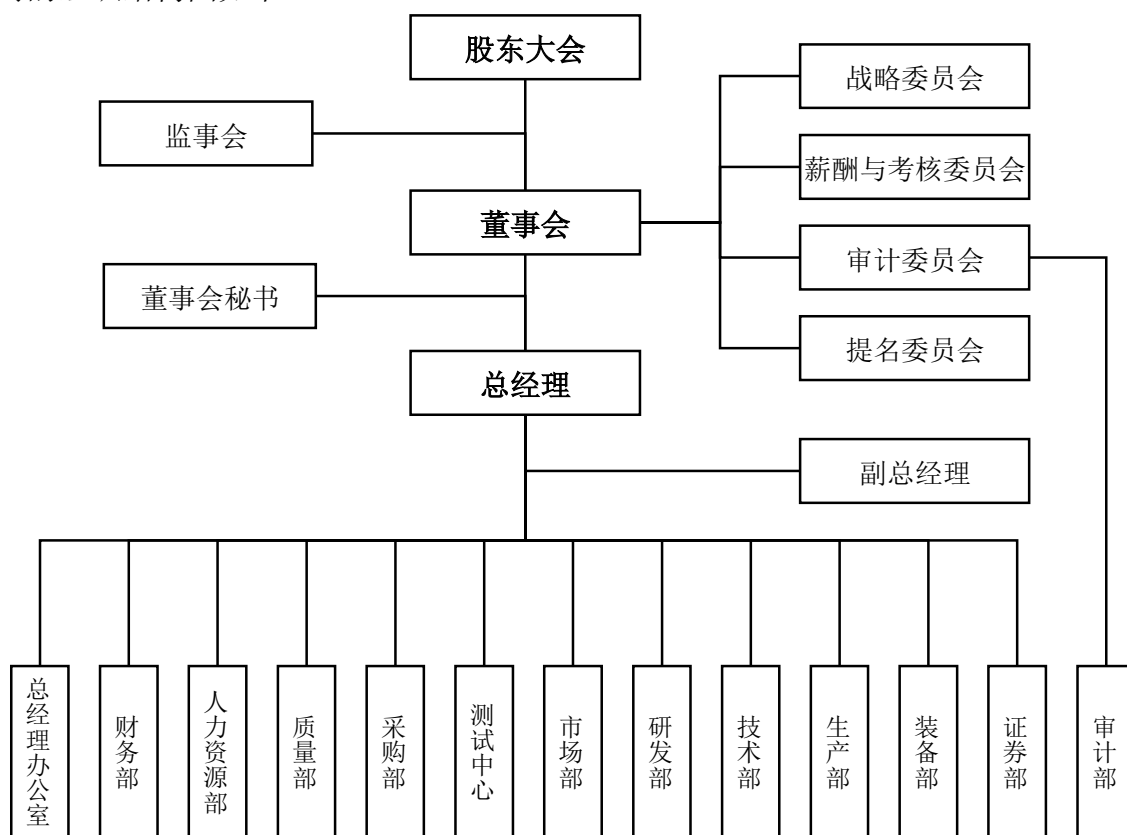 股东大会
战略委员会
监事会
薪酬与考核委员会
董事会
审计委员会
董事会秘书
提名委员会
总经理
副总经理
总经理办公室
财务部
人力资源部
质量部
采购部
测试中心
市场部
研发部
技术部
生产部
装备部
证券部
审计部